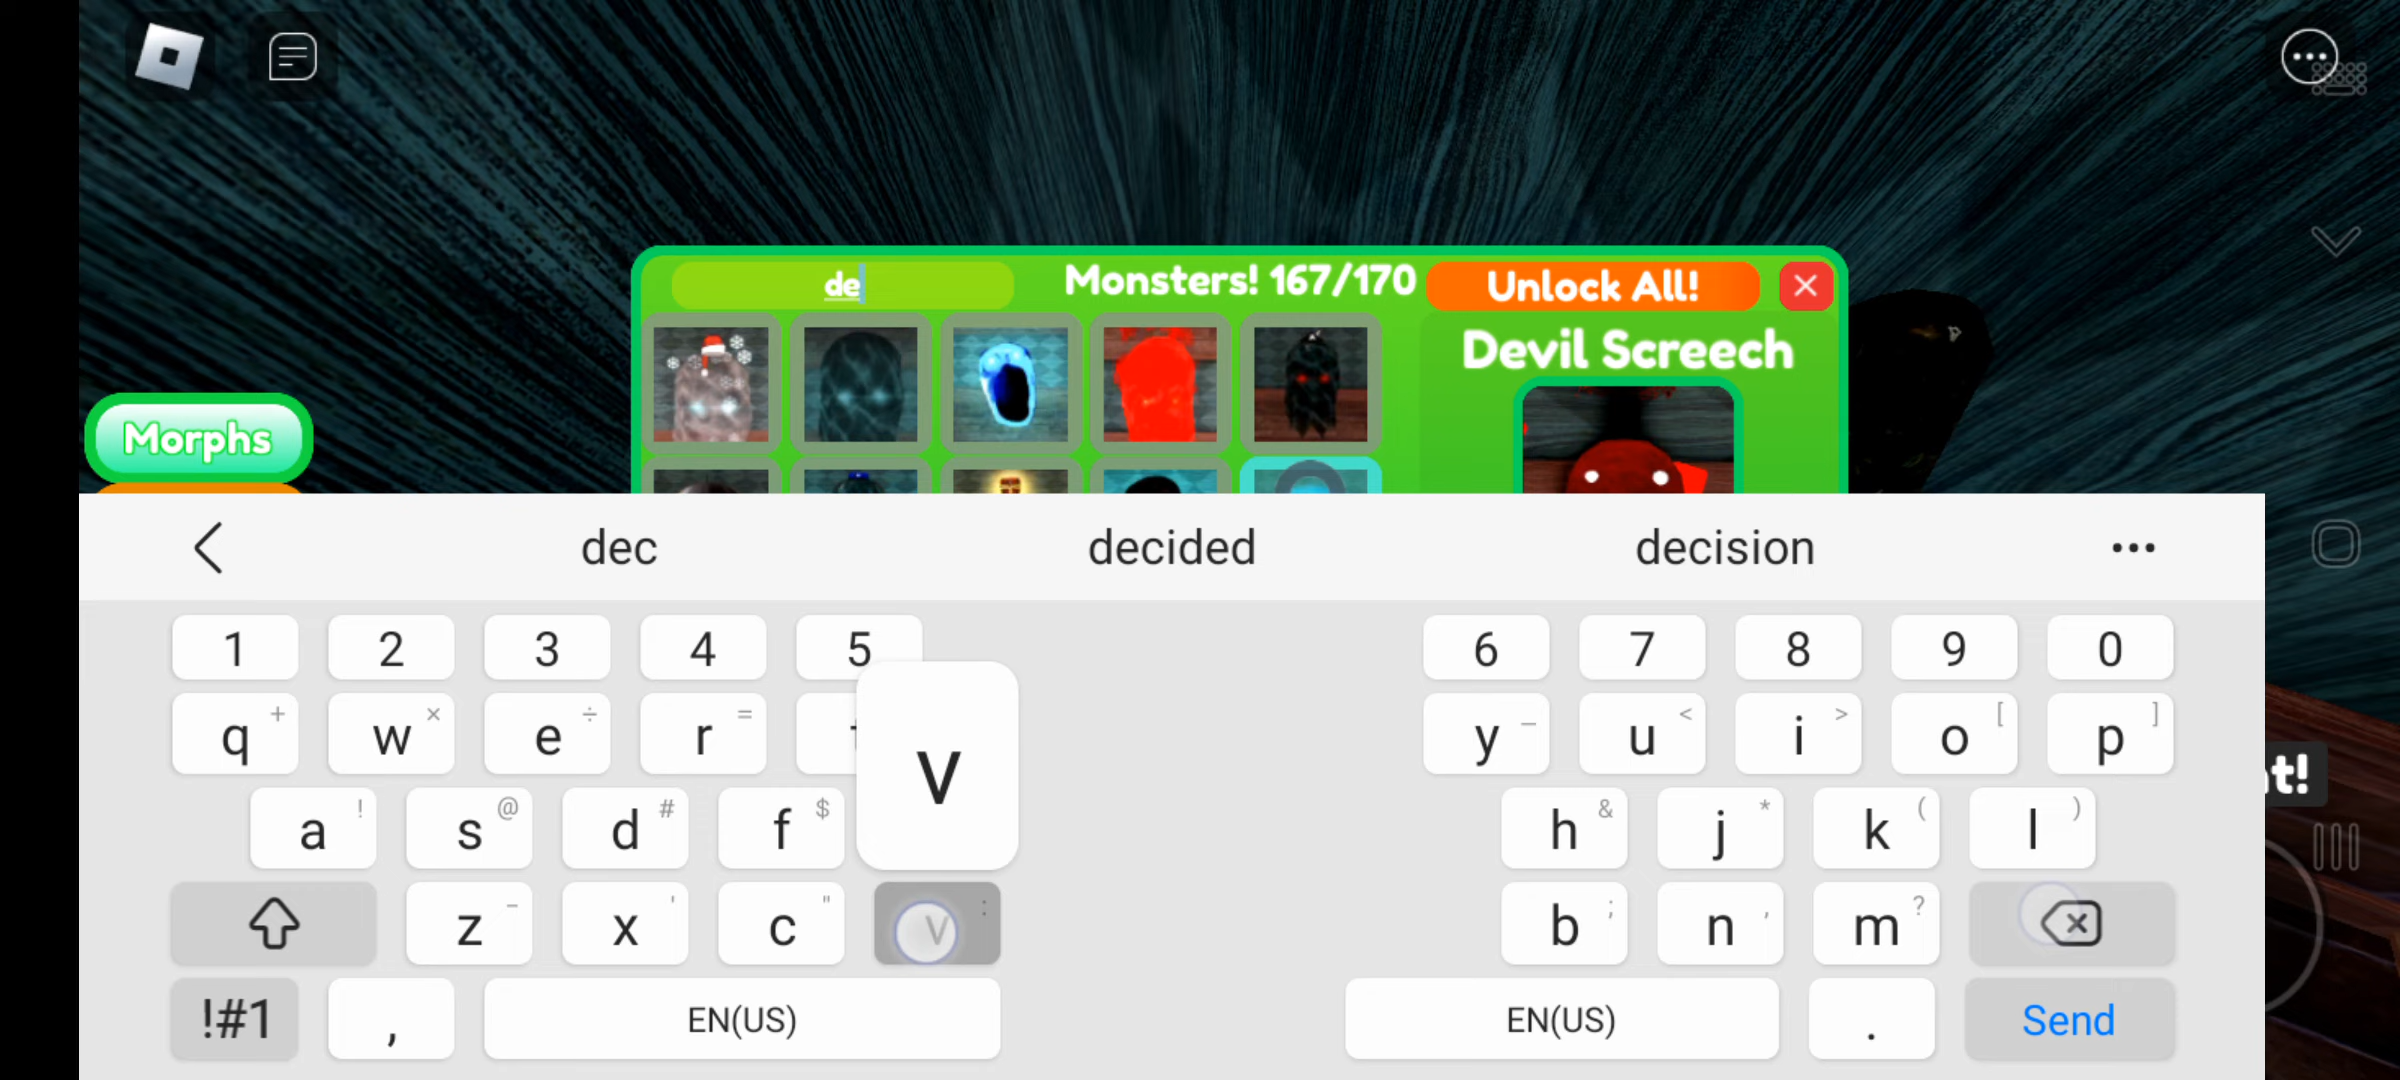 de
Monsters! 167/170
Unlock All!
Devil Screech
Morphs
dec
decided
decision
1 2 3 4 5 6 7 8 9 0
q + w × e ÷ r = y − u < i > o [ p ]
V
a ! s @ d # f $ h & j * k ( l )
z - x ' c " V : b ; n , m ?
!#1 , EN(US) EN(US) . Send
t!